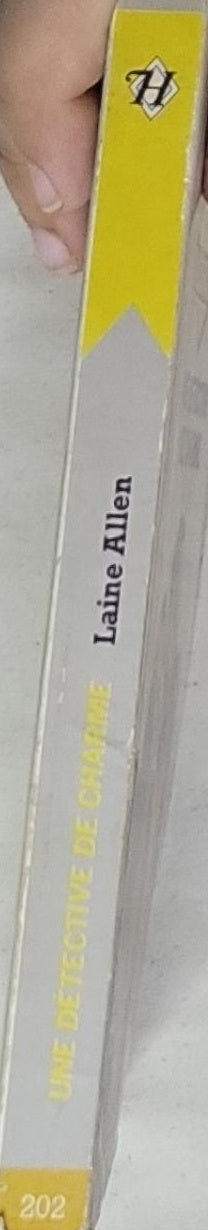 H
Laine Allen
UNE DÉTECTIVE DE CHARME
202